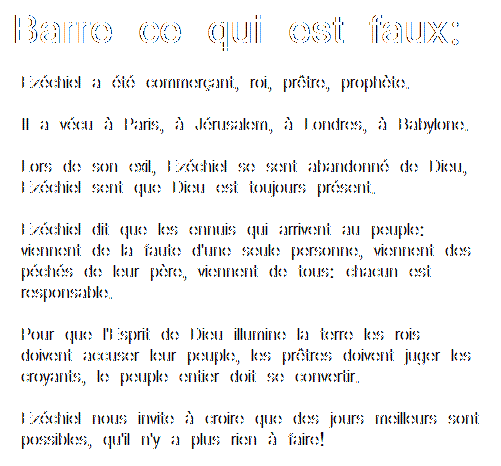 Barre ce qui est faux:
Ezéchiel a été commerçant, roi, prêtre, prophète.
Il a vécu à Paris, à Jérusalem, à Londres, à Babylone.
Lors de son exil, Ezéchiel se sent abandonné de Dieu,
Ezéchiel sent que Dieu est toujours présent.
Ezéchiel dit que les ennuis qui arrivent au peuple:
viennent de la faute d'une seule personne, viennent des
péchés de leur père, viennent de tous: chacun est
responsable.
Pour que l'Esprit de Dieu illumine la terre les rois
doivent accuser leur peuple, les prêtres doivent juger les
croyants, le peuple entier doit se convertir.
Ezéchiel nous invite à croire que des jours meilleurs sont
possibles, qu'il n'y a plus rien à faire!